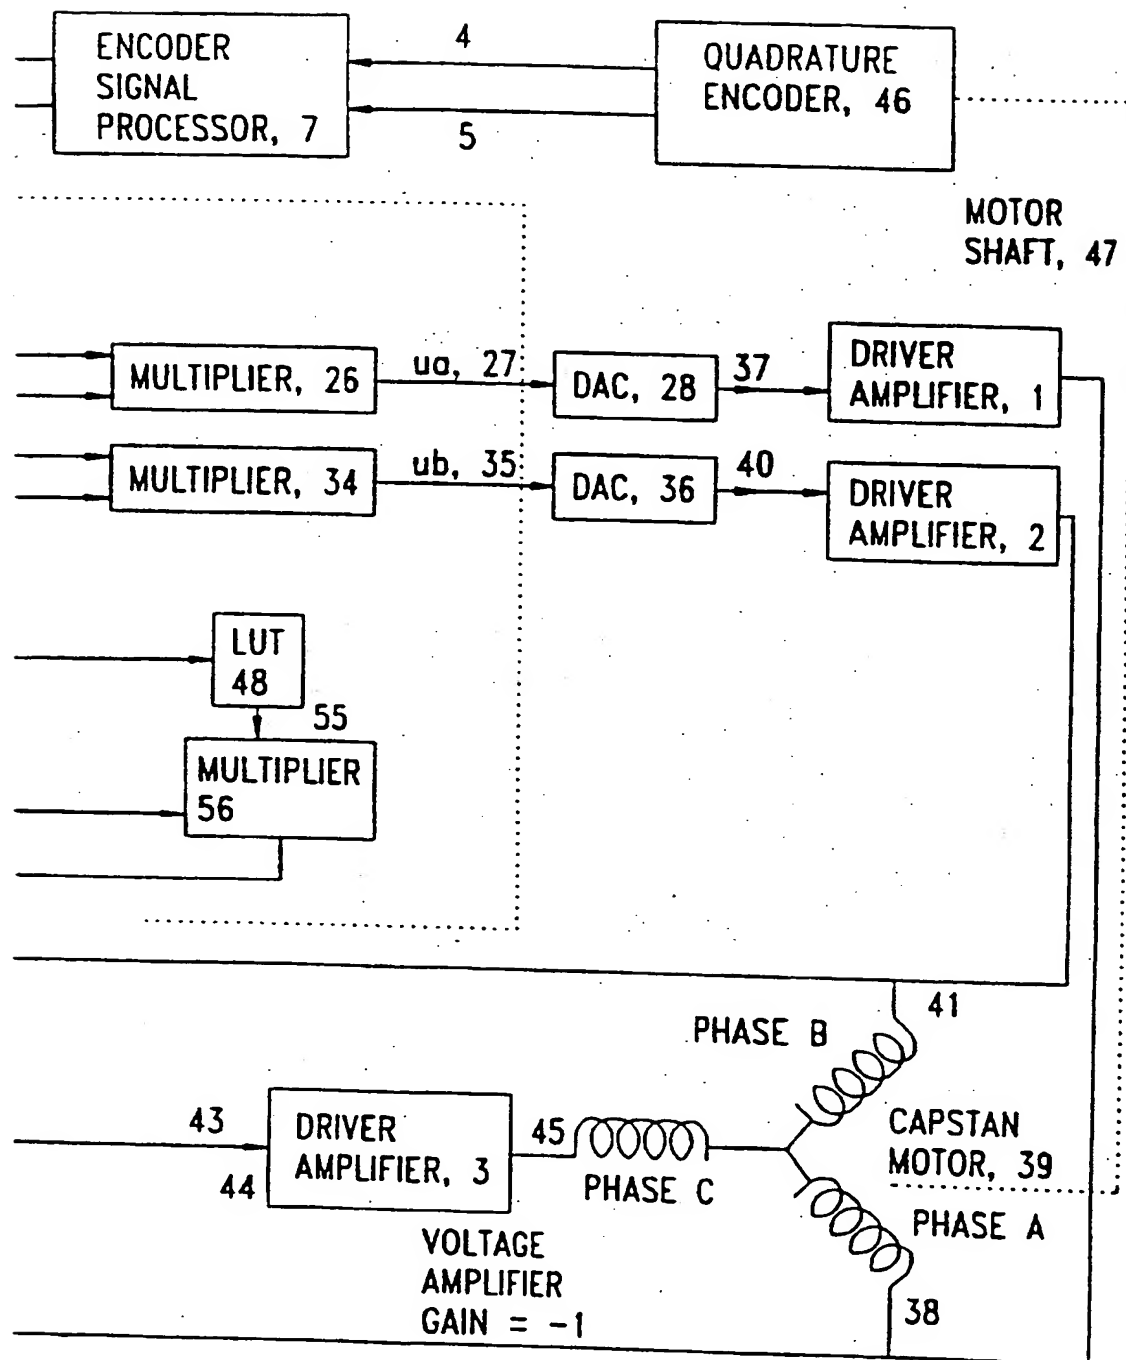 ENCODER
SIGNAL
PROCESSOR, 7
4
5
QUADRATURE
ENCODER, 46
MOTOR
SHAFT, 47
MULTIPLIER, 26
ua, 27
DAC, 28
37
DRIVER
AMPLIFIER, 1
MULTIPLIER, 34
ub, 35
DAC, 36
40
DRIVER
AMPLIFIER, 2
LUT
48
55
MULTIPLIER
56
41
PHASE B
43
44
DRIVER
AMPLIFIER, 3
45
PHASE C
CAPSTAN
MOTOR, 39
PHASE A
VOLTAGE
AMPLIFIER
GAIN = -1
38